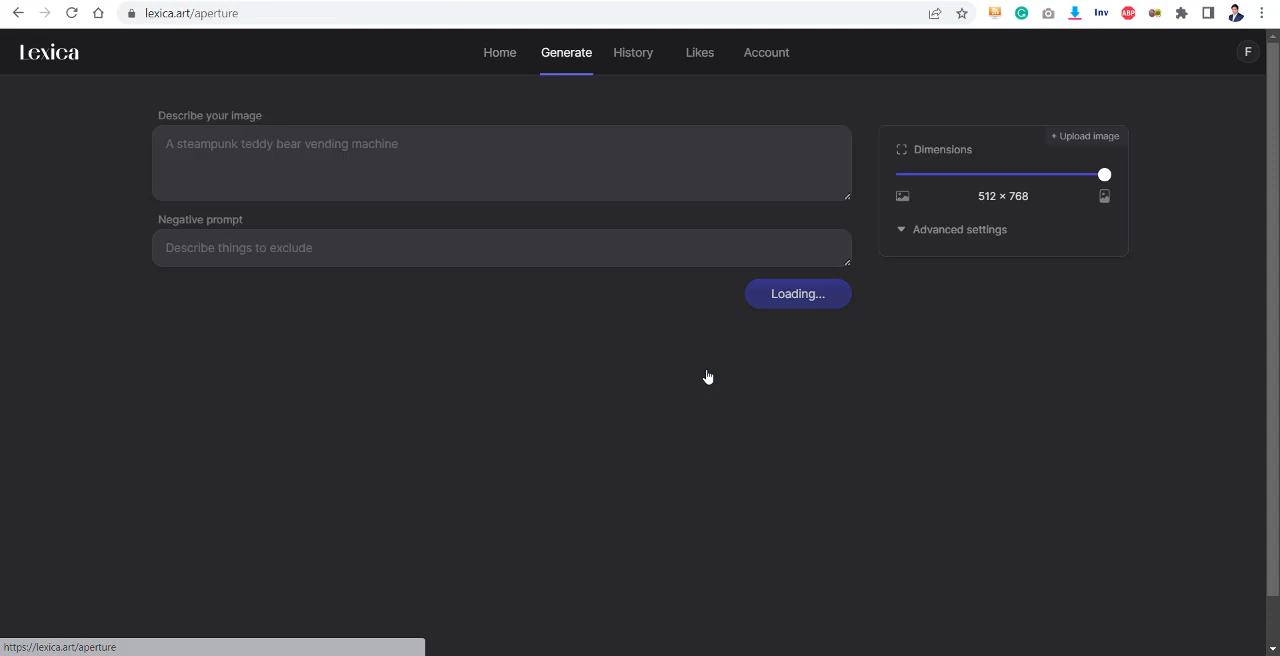 lexica.art/aperture
Inv
ABP
Lexica
Home Generate History Likes Account
F
Describe your image
A steampunk teddy bear vending machine
+ Upload image
Dimensions
512 × 768
Advanced settings
Negative prompt
Describe things to exclude
Loading...
https://lexica.art/aperture